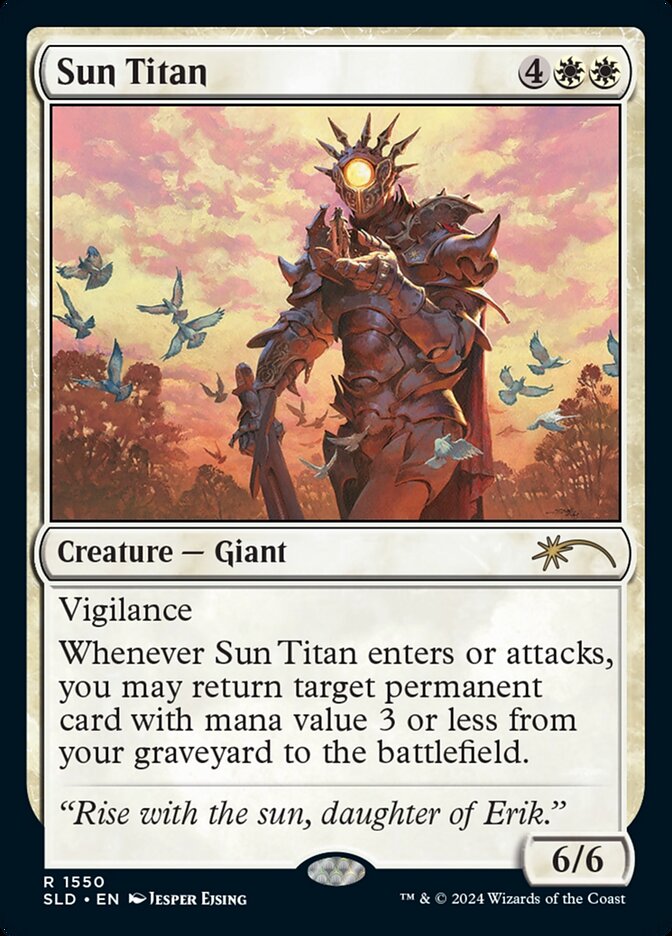 Sun Titan 4
Creature — Giant
Vigilance
Whenever Sun Titan enters or attacks,
you may return target permanent
card with mana value 3 or less from
your graveyard to the battlefield.
“Rise with the sun, daughter of Erik.”
6/6
R 1550
SLD • EN Jesper Ejsing
™ & © 2024 Wizards of the Coast